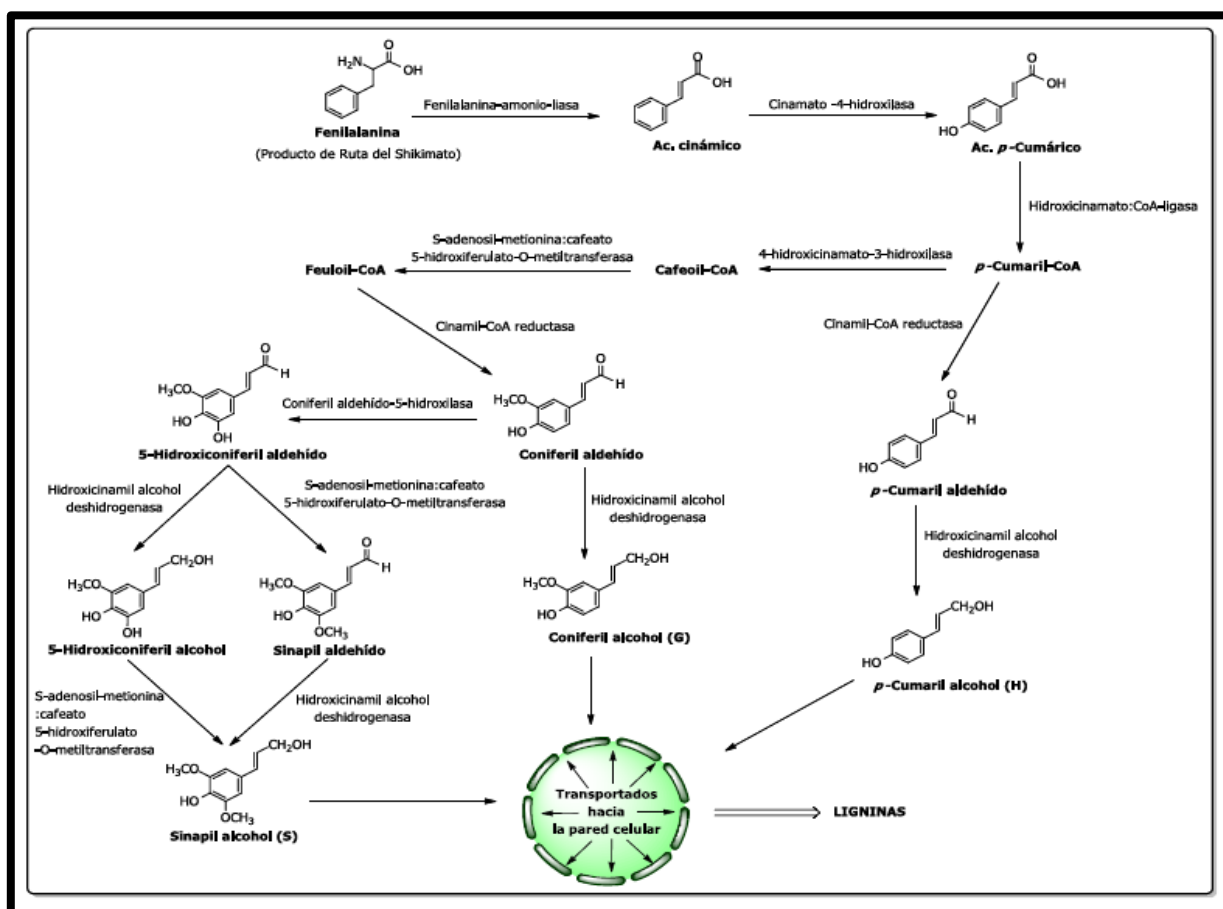 H₂N
O
OH
Fenilalanina
(Producto de Ruta del Shikimato)
Fenilalanina-amonio-liasa
O
OH
Ac. cinámico
Cinamato -4-hidroxilasa
O
OH
HO
Ac. p-Cumárico
Hidroxicinamato:CoA-ligasa
p-Cumaril-CoA
4-hidroxicinamato-3-hidroxilasa
Cafeoil-CoA
S-adenosil-metionina:cafeato
5-hidroxiferulato-O-metiltransferasa
Feuloil-CoA
Cinamil-CoA reductasa
Cinamil-CoA reductasa
O
H
H₃CO
HO
OH
5-Hidroxiconiferil aldehído
Coniferil aldehído-5-hidroxilasa
O
H
H₃CO
HO
Coniferil aldehído
O
H
HO
p-Cumaril aldehído
Hidroxicinamil alcohol
deshidrogenasa
S-adenosil-metionina:cafeato
5-hidroxiferulato-O-metiltransferasa
Hidroxicinamil alcohol
deshidrogenasa
Hidroxicinamil alcohol
deshidrogenasa
CH₂OH
H₃CO
HO
OH
5-Hidroxiconiferil alcohol
O
H
H₃CO
HO
OCH₃
Sinapil aldehído
CH₂OH
H₃CO
HO
Coniferil alcohol (G)
CH₂OH
HO
p-Cumaril alcohol (H)
S-adenosil-metionina
:cafeato
5-hidroxiferulato
-O-metiltransferasa
Hidroxicinamil alcohol
deshidrogenasa
CH₂OH
H₃CO
HO
OCH₃
Sinapil alcohol (S)
Transportados
hacia
la pared celular
LIGNINAS